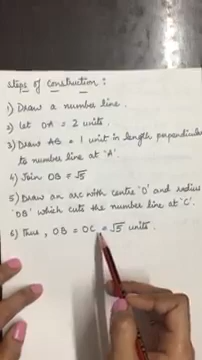 Steps of Construction :
1) Draw a number line.
2) Let OA = 2 units.
3) Draw AB = 1 unit in length perpendicular
to number line at 'A'.
4) Join OB = √5
5) Draw an arc with centre 'O' and radius
'OB' which cuts the number line at 'C'.
6) Thus, OB = OC = √5 units.